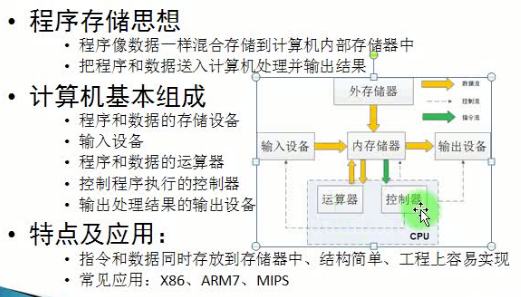 • 程序存储思想
• 程序像数据一样混合存储到计算机内部存储器中
• 把程序和数据送入计算机处理并输出结果
• 计算机基本组成
• 程序和数据的存储设备
• 输入设备
• 程序和数据的运算器
• 控制程序执行的控制器
• 输出处理结果的输出设备
外存储器
数据流
控制流
指令流
输入设备
内存储器
输出设备
运算器
控制器
CPU
• 特点及应用：
• 指令和数据同时存放到存储器中、结构简单、工程上容易实现
• 常见应用：X86、ARM7、MIPS